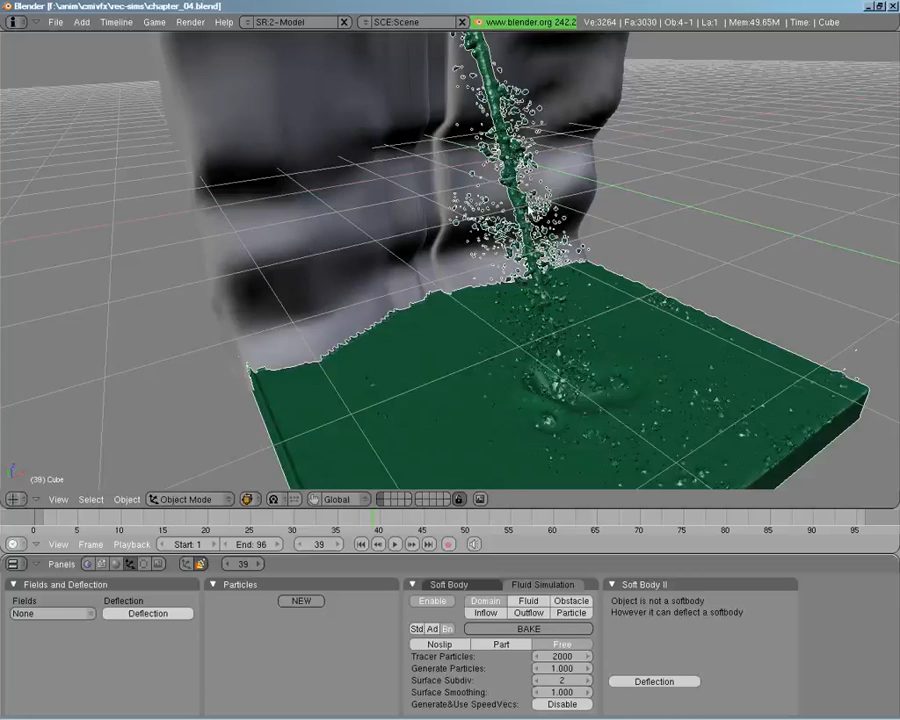 Blender [f:\anim\cmivfx\rec-sims\chapter_04.blend]
File Add Timeline Game Render Help SR:2-Model SCE:Scene www.blender.org 242.2 Ve:3264 | Fa:3030 | Ob:4-1 | La:1 | Mem:49.65M | Time: | Cube
(39) Cube
View Select Object Object Mode Global
0 5 10 15 20 25 30 35 40 45 50 55 60 65 70 75 80 85 90 95
View Frame Playback Start: 1 End: 96 39
Panels 39
Fields and Deflection Particles Soft Body Fluid Simulation Soft Body II
Fields Deflection NEW Enable Domain Fluid Obstacle Object is not a softbody
None Deflection Inflow Outflow Particle However it can deflect a softbody
Std Ad Bn BAKE
Noslip Part Free
Tracer Particles: 2000
Generate Particles: 1.000
Surface Subdiv: 2 Deflection
Surface Smoothing: 1.000
Generate&Use SpeedVecs: Disable